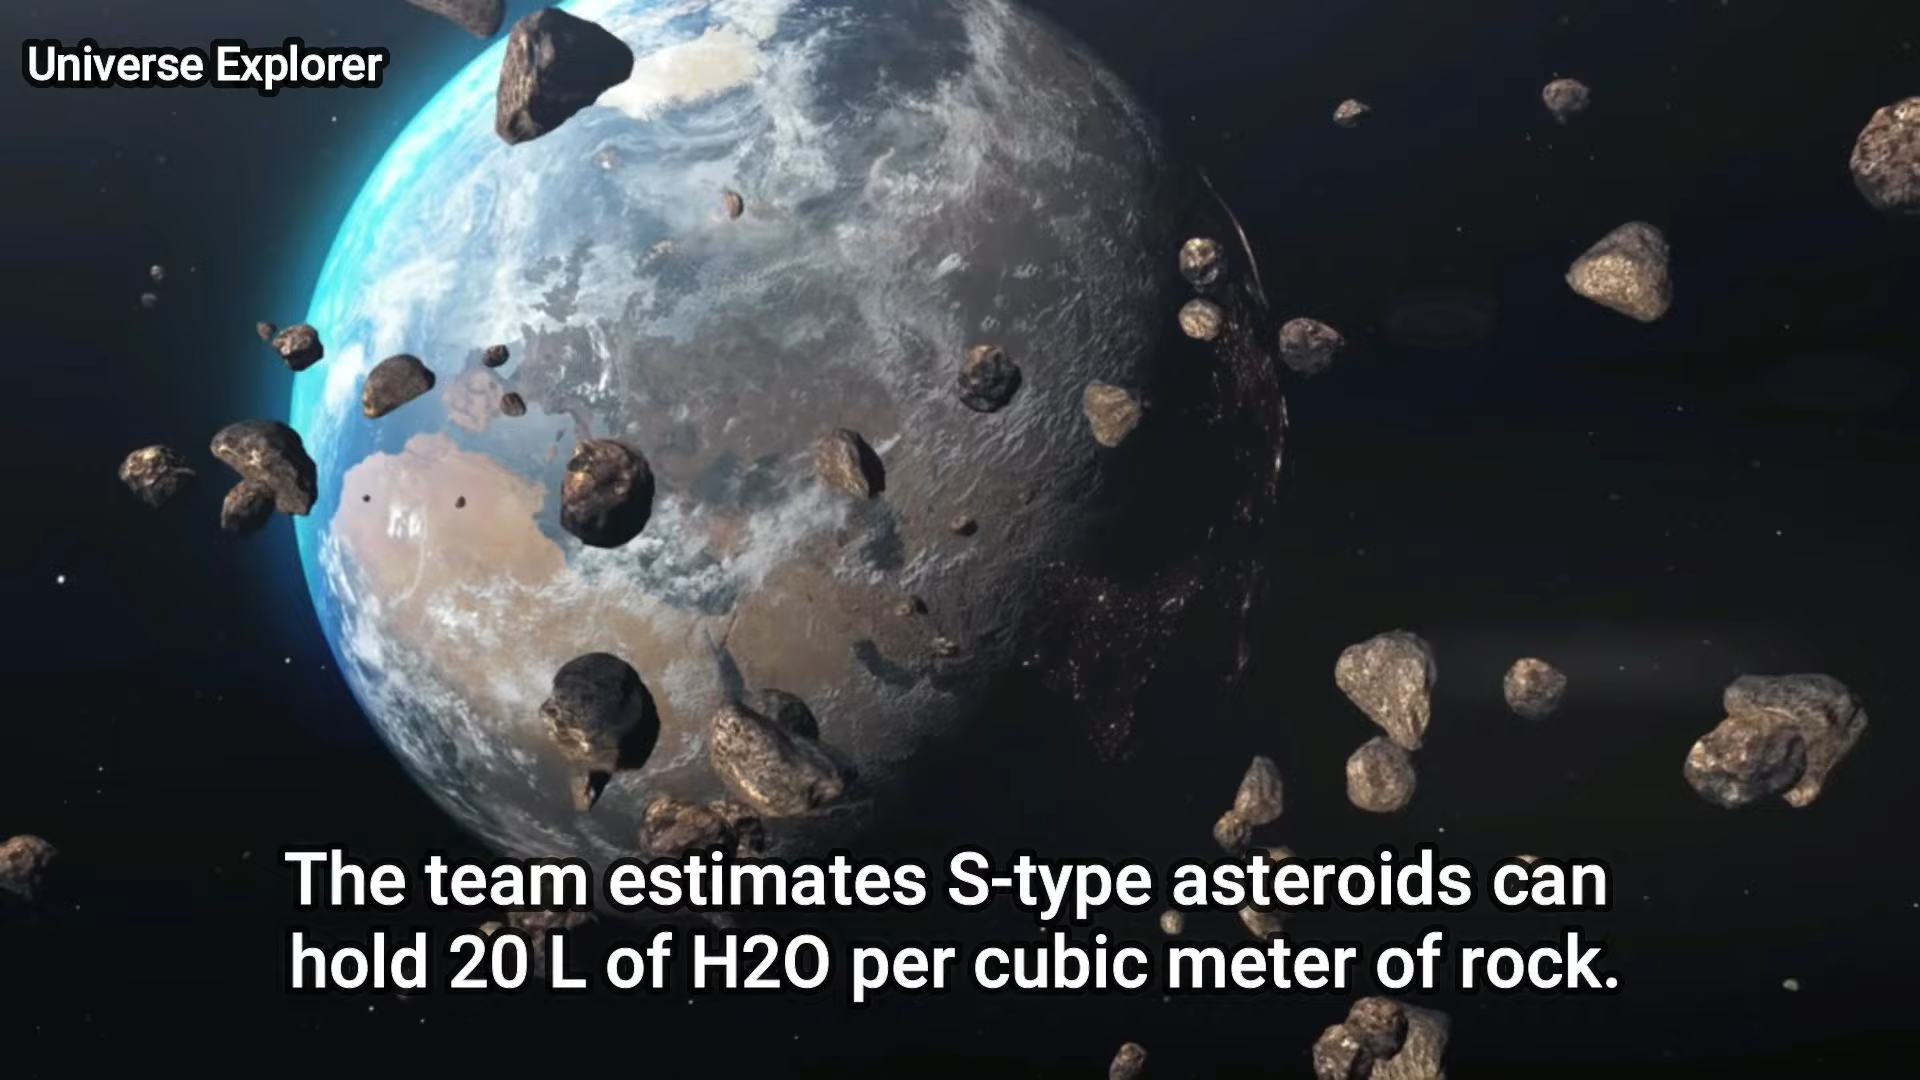 Universe Explorer
The team estimates S-type asteroids can
hold 20 L of H2O per cubic meter of rock.